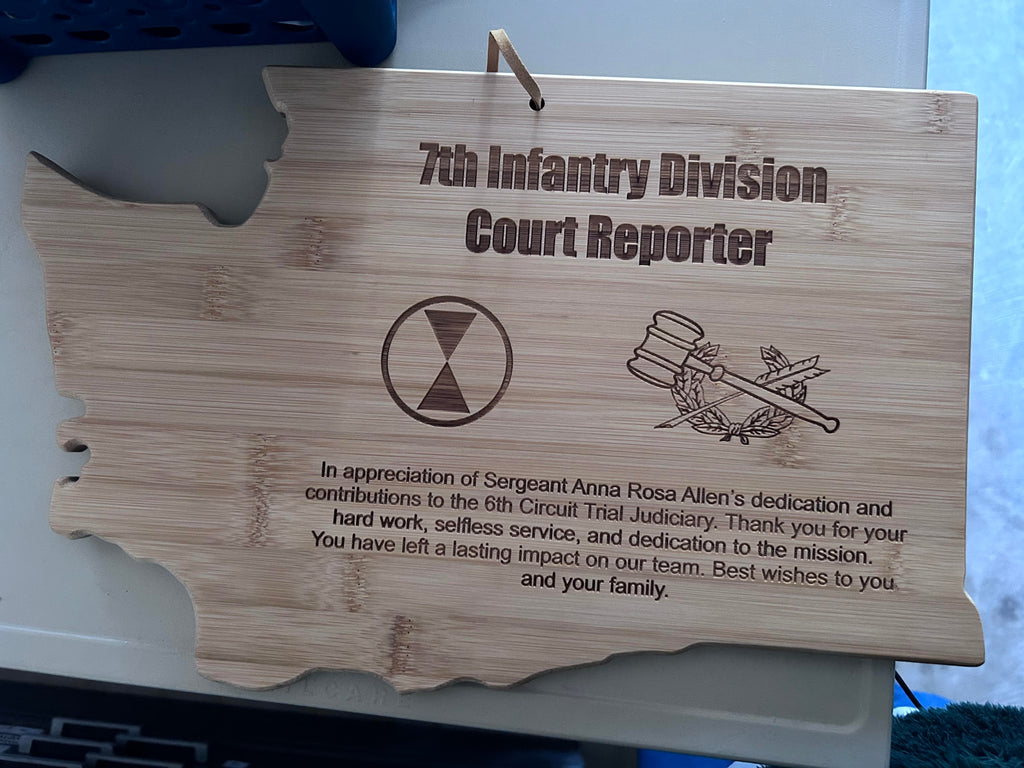 7th Infantry Division
Court Reporter
In appreciation of Sergeant Anna Rosa Allen's dedication and
contributions to the 6th Circuit Trial Judiciary. Thank you for your
hard work, selfless service, and dedication to the mission.
You have left a lasting impact on our team. Best wishes to you
and your family.